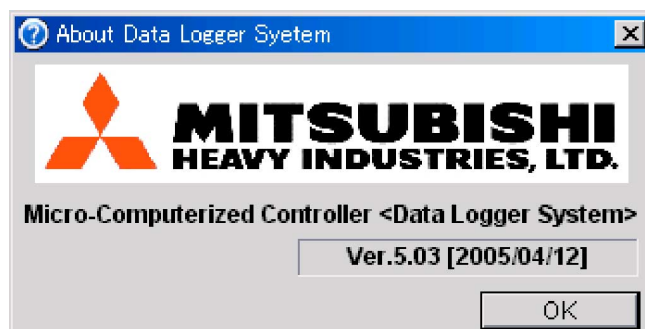 About Data Logger Syetem
MITSUBISHI
HEAVY INDUSTRIES, LTD.
Micro-Computerized Controller <Data Logger System>
Ver.5.03 [2005/04/12]
OK